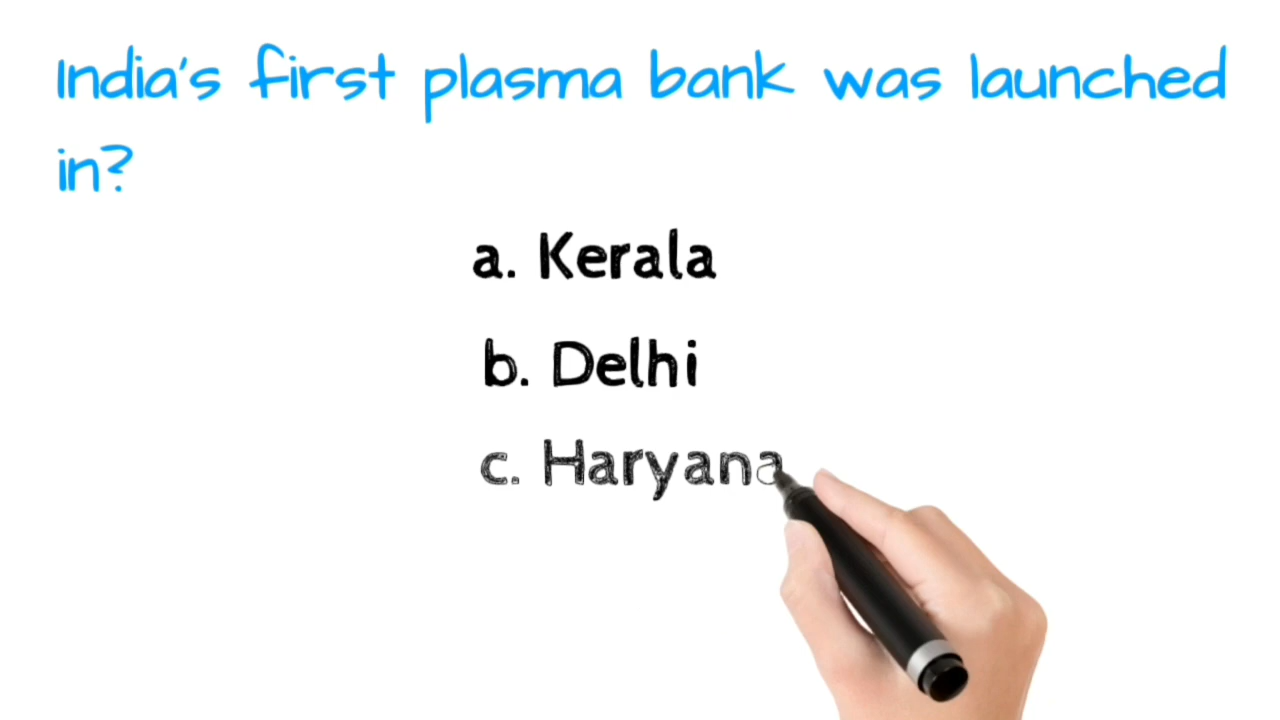 India's first plasma bank was launched
in?
a. Kerala
b. Delhi
c. Haryana